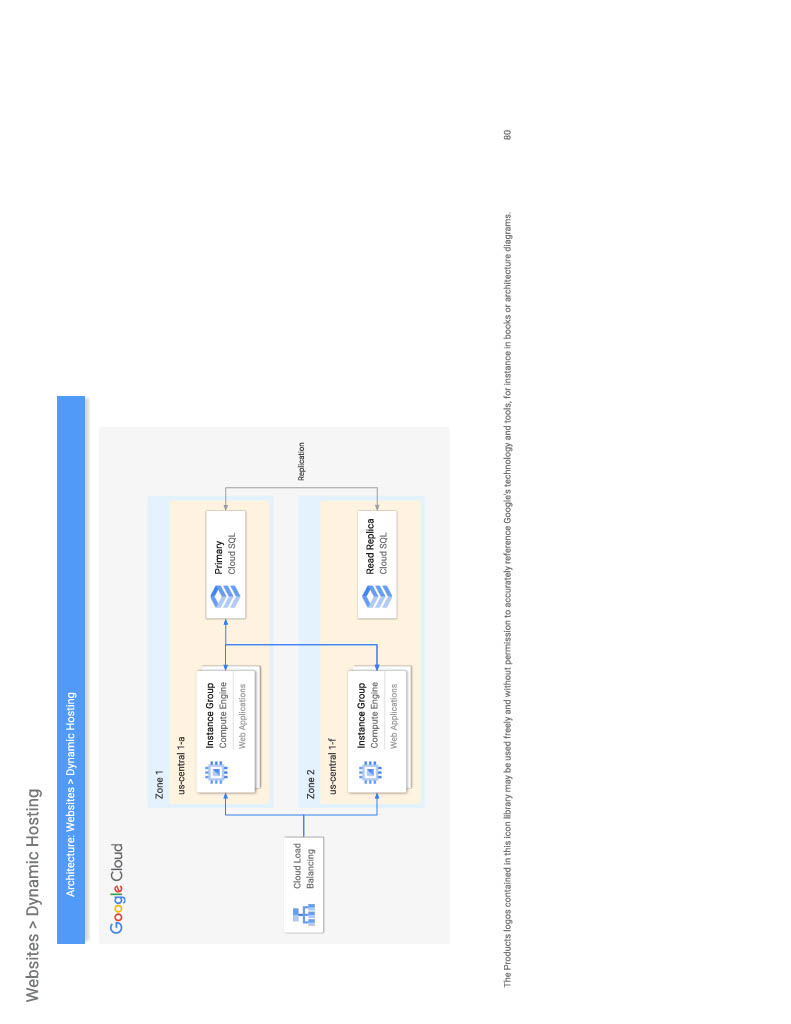 Websites > Dynamic Hosting
Architecture: Websites > Dynamic Hosting
Google Cloud
Zone 1
us-central 1-a
Instance Group
Compute Engine
Web Applications
Primary
Cloud SQL
Cloud Load
Balancing
Replication
Zone 2
us-central 1-f
Instance Group
Compute Engine
Web Applications
Read Replica
Cloud SQL
The Products logos contained in this icon library may be used freely and without permission to accurately reference Google's technology and tools, for instance in books or architecture diagrams.
80